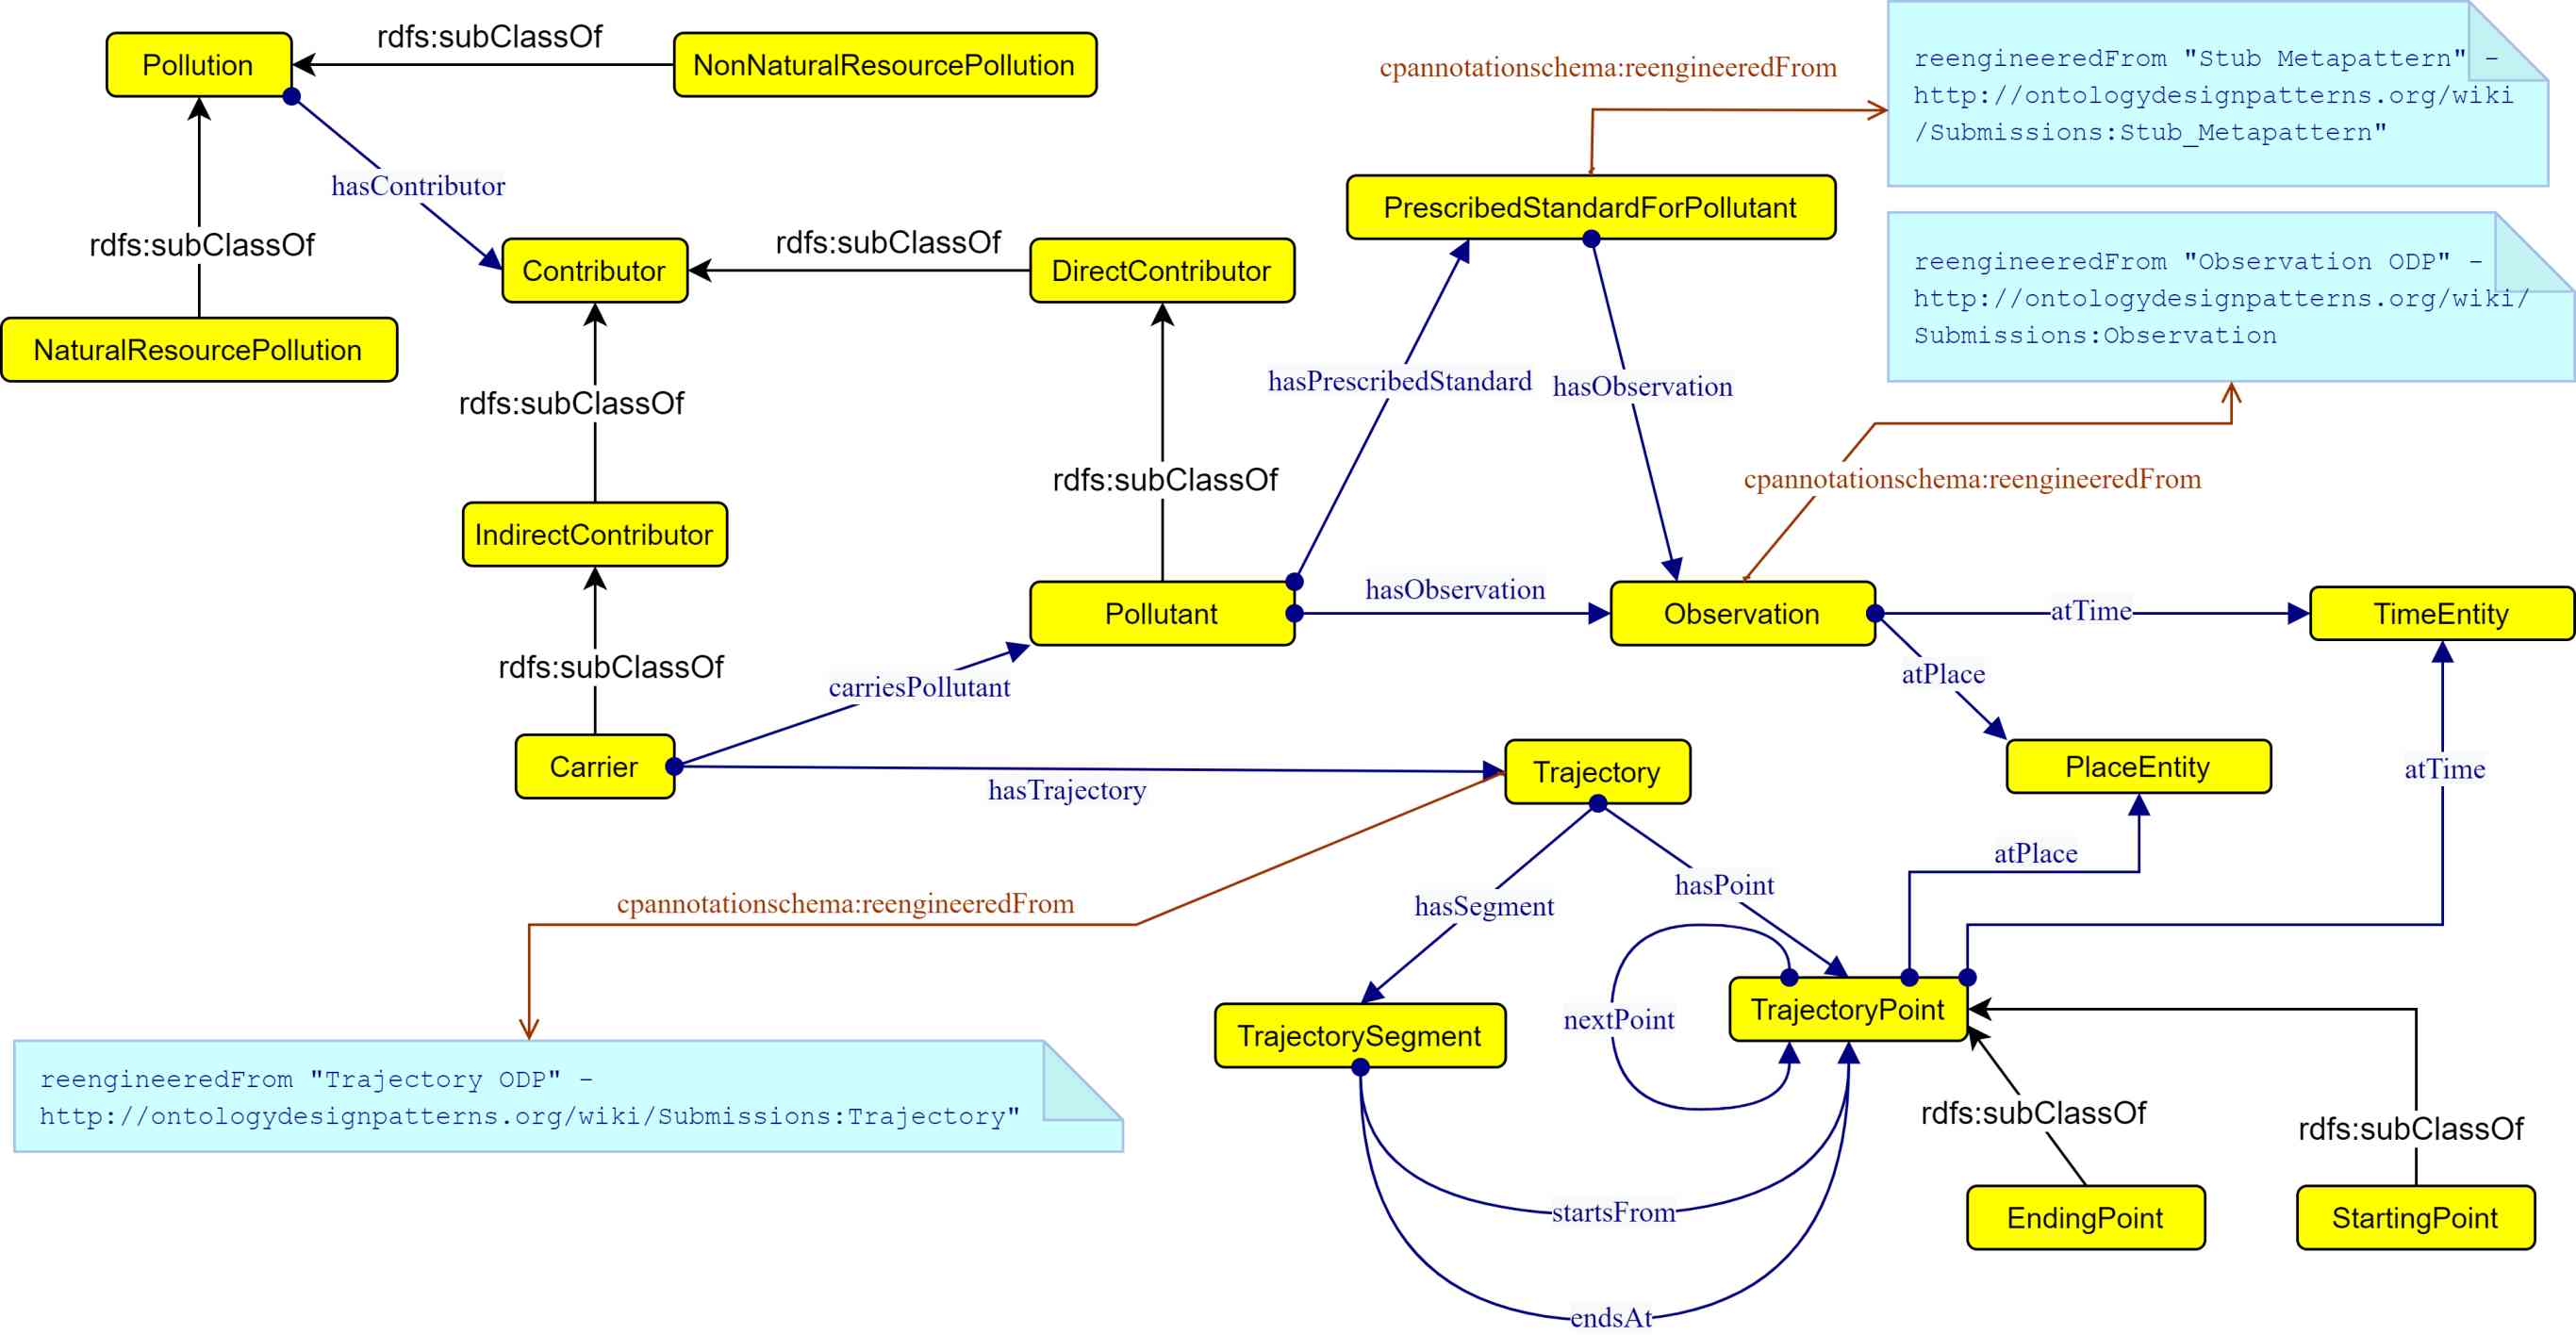 rdfs:subClassOf
Pollution
NonNaturalResourcePollution
cpannotationschema:reengineeredFrom
reengineeredFrom "Stub Metapattern" -
http://ontologydesignpatterns.org/wiki
/Submissions:Stub_Metapattern"
hasContributor
PrescribedStandardForPollutant
rdfs:subClassOf
rdfs:subClassOf
Contributor
DirectContributor
reengineeredFrom "Observation ODP" -
http://ontologydesignpatterns.org/wiki/
Submissions:Observation
NaturalResourcePollution
hasPrescribedStandard
hasObservation
rdfs:subClassOf
rdfs:subClassOf
cpannotationschema:reengineeredFrom
IndirectContributor
hasObservation
Pollutant
Observation
atTime
TimeEntity
rdfs:subClassOf
carriesPollutant
atPlace
Carrier
hasTrajectory
Trajectory
PlaceEntity
atTime
atPlace
cpannotationschema:reengineeredFrom
hasSegment
hasPoint
nextPoint
TrajectoryPoint
TrajectorySegment
reengineeredFrom "Trajectory ODP" -
http://ontologydesignpatterns.org/wiki/Submissions:Trajectory"
rdfs:subClassOf
rdfs:subClassOf
startsFrom
EndingPoint
StartingPoint
endsAt